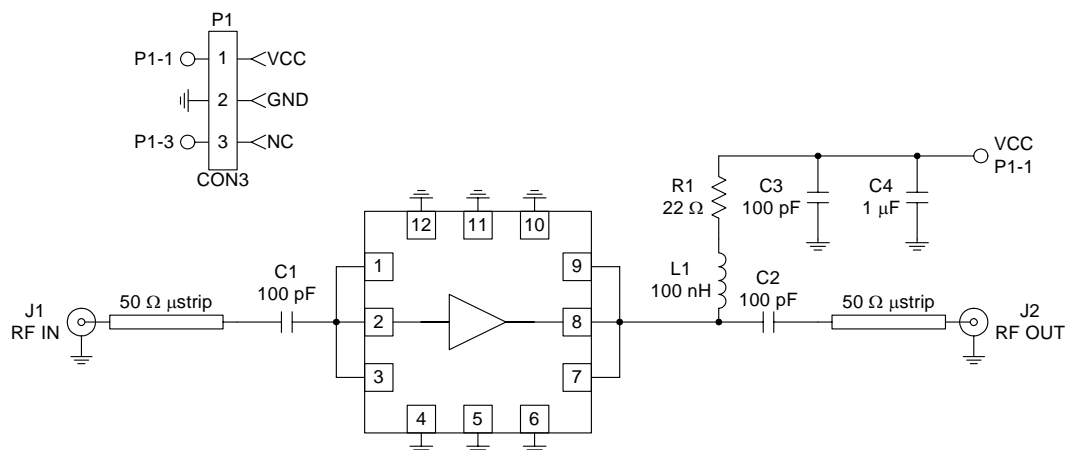 P1
P1-1
1
VCC
2
GND
P1-3
3
NC
CON3
VCC
P1-1
R1
22 Ω
C3
100 pF
C4
1 μF
12
11
10
L1
100 nH
C1
100 pF
1
9
C2
100 pF
J1
RF IN
50 Ω μstrip
2
8
50 Ω μstrip
J2
RF OUT
3
7
4
5
6